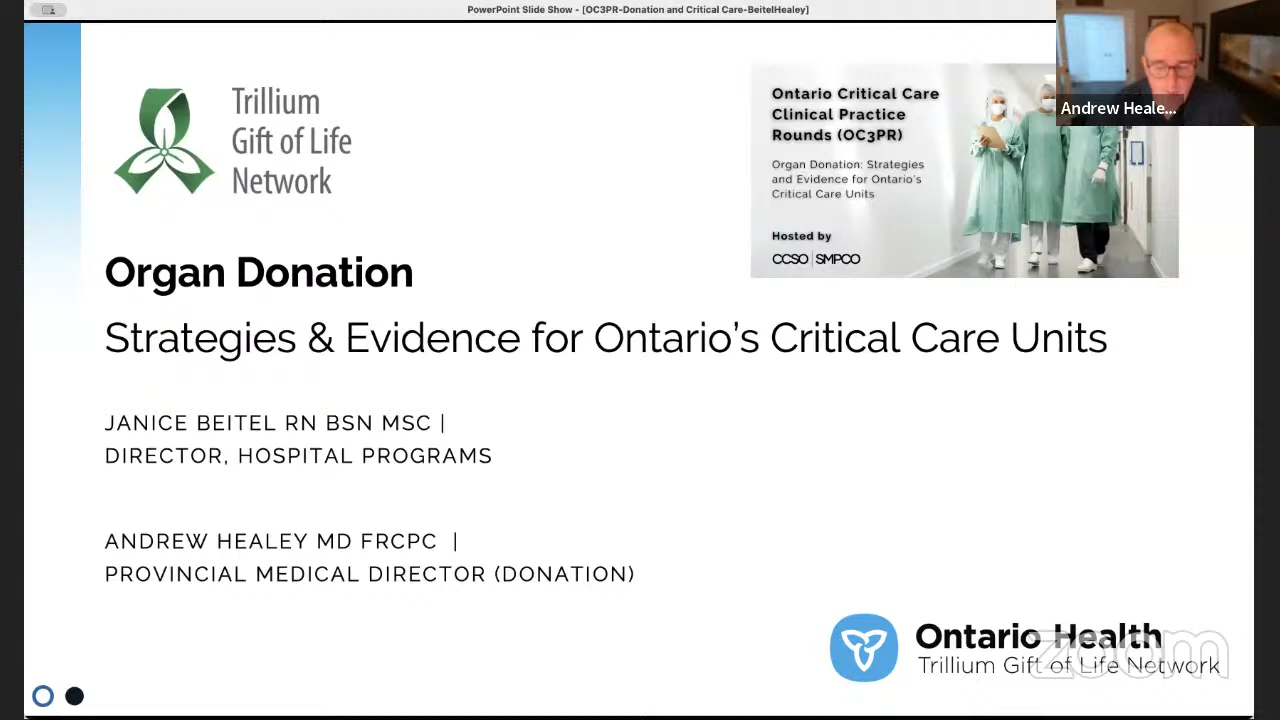 PowerPoint Slide Show - [OC3PR-Donation and Critical Care-BeitelHealey]
Andrew Heale...
Trillium
Gift of Life
Network
Ontario Critical Care
Clinical Practice
Rounds (OC3PR)
Organ Donation: Strategies
and Evidence for Ontario's
Critical Care Units
Hosted by
CCSO | SMPCO
Organ Donation
Strategies & Evidence for Ontario’s Critical Care Units
JANICE BEITEL RN BSN MSC |
DIRECTOR, HOSPITAL PROGRAMS
ANDREW HEALEY MD FRCPC |
PROVINCIAL MEDICAL DIRECTOR (DONATION)
Ontario Health
Trillium Gift of Life Network
zoom